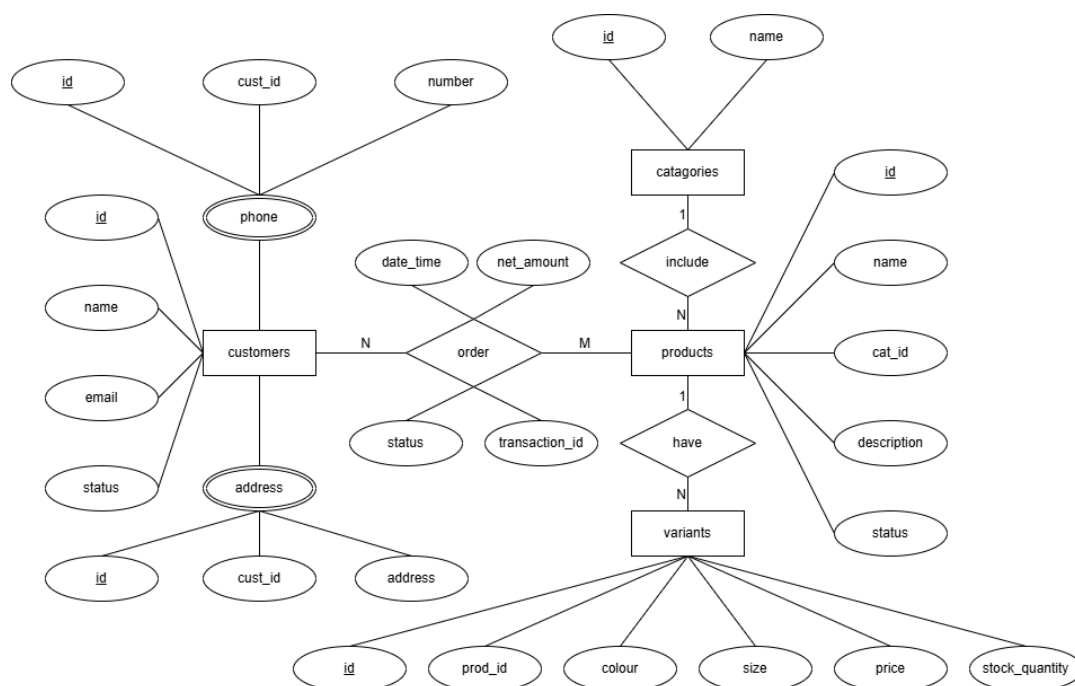 id
name
id
cust_id
number
catagories
id
phone
id
1
date_time
net_amount
include
name
name
N
customers
N
order
M
products
cat_id
1
email
status
transaction_id
have
description
status
address
N
variants
status
id
cust_id
address
id
prod_id
colour
size
price
stock_quantity